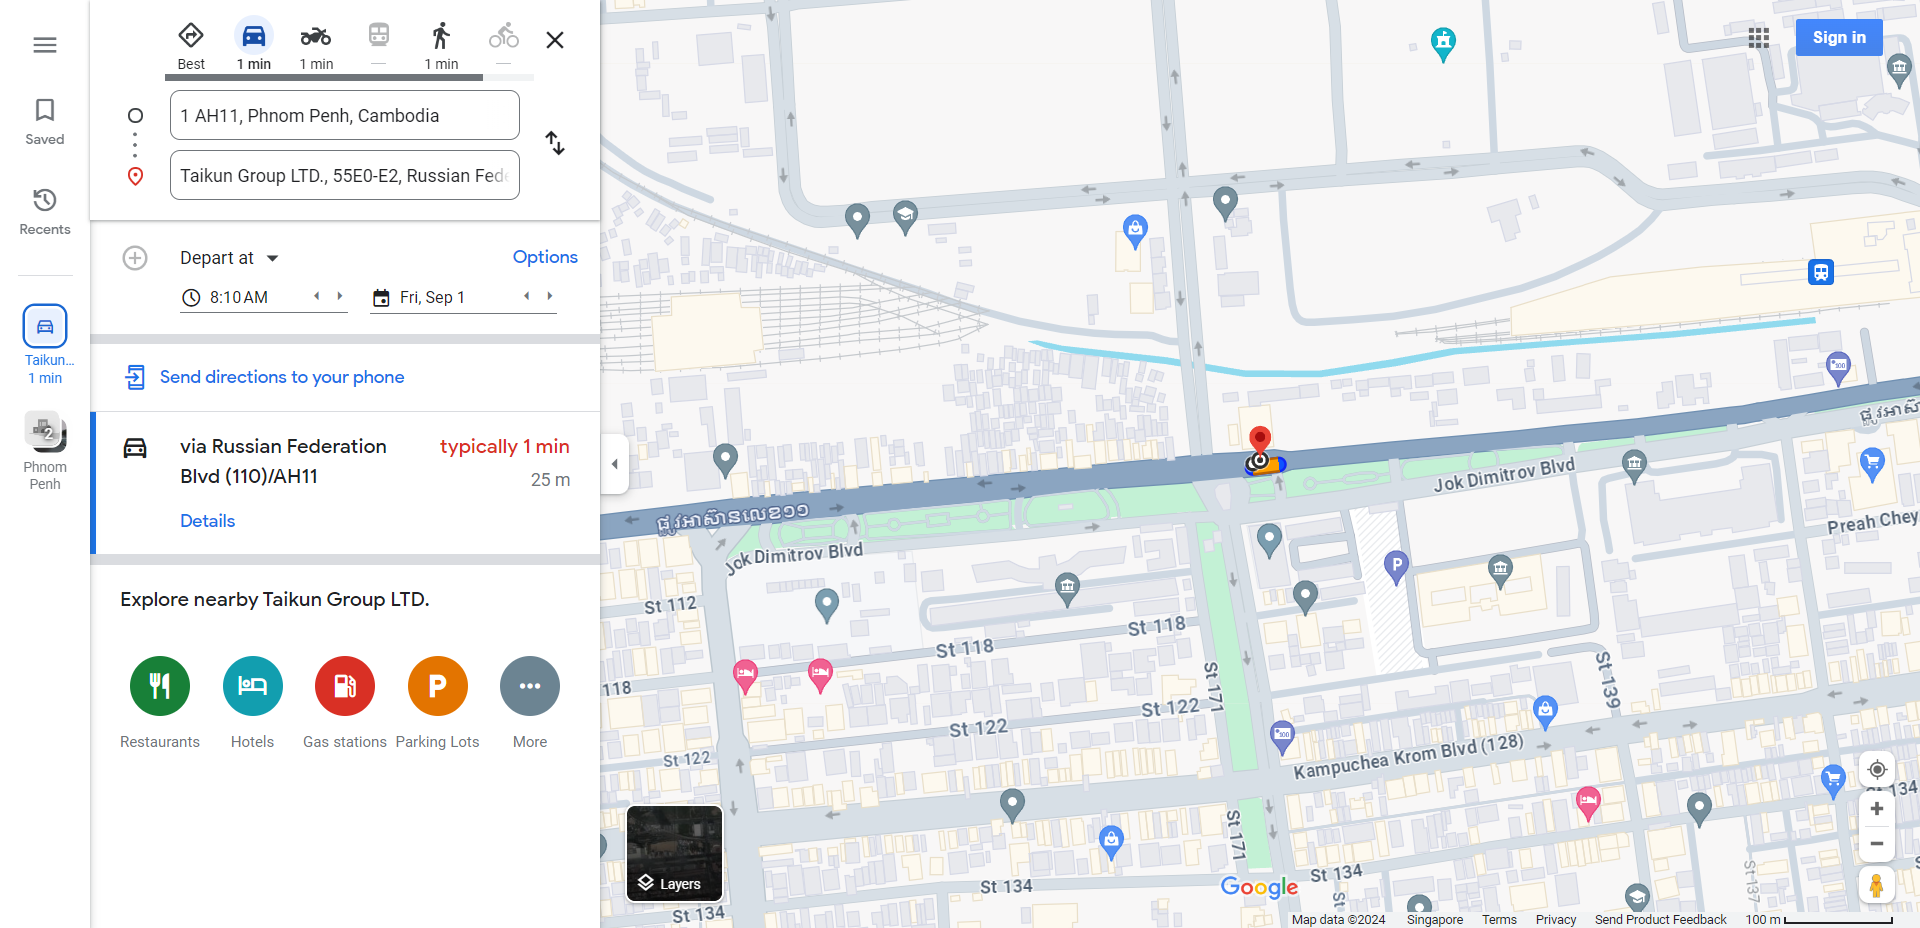 Best
1 min
1 min
—
1 min
—
Sign in
Saved
Recents
Taikun...
1 min
2
Phnom
Penh
1 AH11, Phnom Penh, Cambodia
Taikun Group LTD., 55E0-E2, Russian Fede
Depart at
Options
8:10 AM
Fri, Sep 1
Send directions to your phone
via Russian Federation
Blvd (110)/AH11
typically 1 min
25 m
Details
Explore nearby Taikun Group LTD.
Restaurants
Hotels
Gas stations
P
Parking Lots
More
Layers
ផ្លូវអាស៊ានលេខ១១
Jok Dimitrov Blvd
Jok Dimitrov Blvd
Preah Chey
P
St 112
St 118
St 118
118
St 122
St 122
St 122
St 171
St 171
St 139
Kampuchea Krom Blvd (128)
St 134
St 134
St 134
St 134
St 137
Google
Map data ©2024
Singapore
Terms
Privacy
Send Product Feedback
100 m